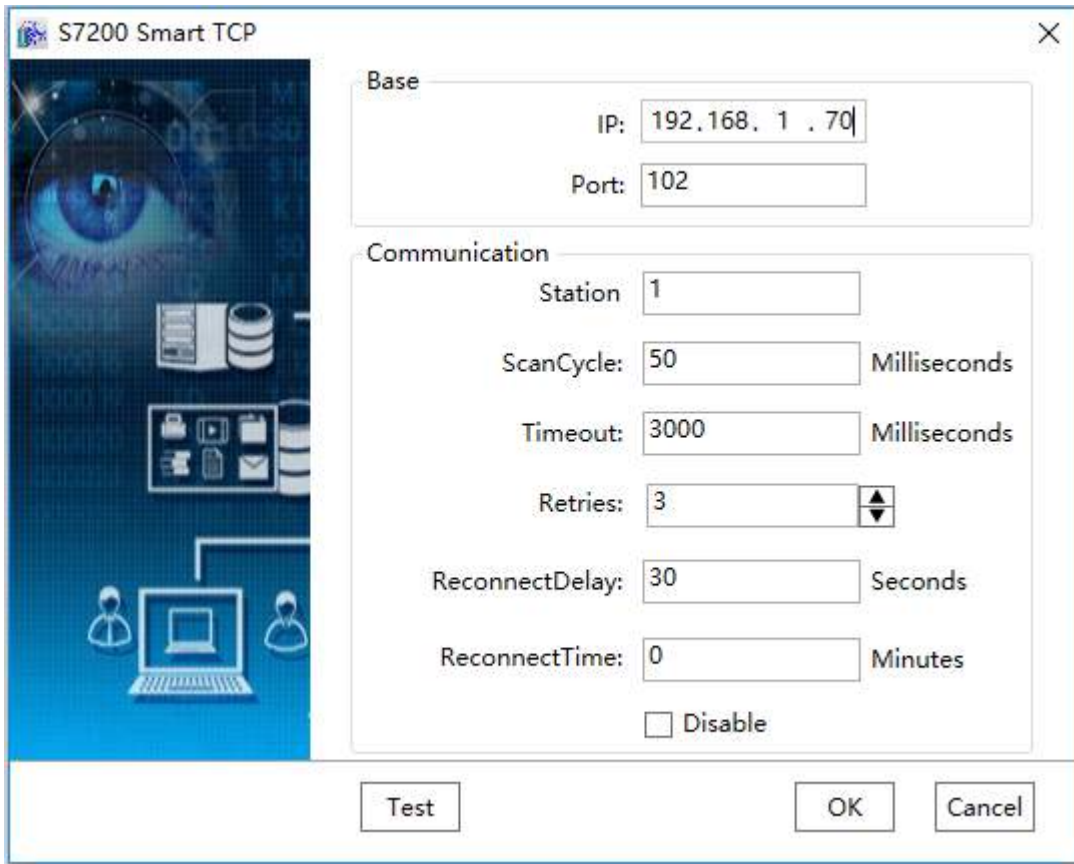 S7200 Smart TCP
Base
IP: 192.168. 1 . 70
Port: 102
Communication
Station 1
ScanCycle: 50 Milliseconds
Timeout: 3000 Milliseconds
Retries: 3
ReconnectDelay: 30 Seconds
ReconnectTime: 0 Minutes
Disable
Test OK Cancel